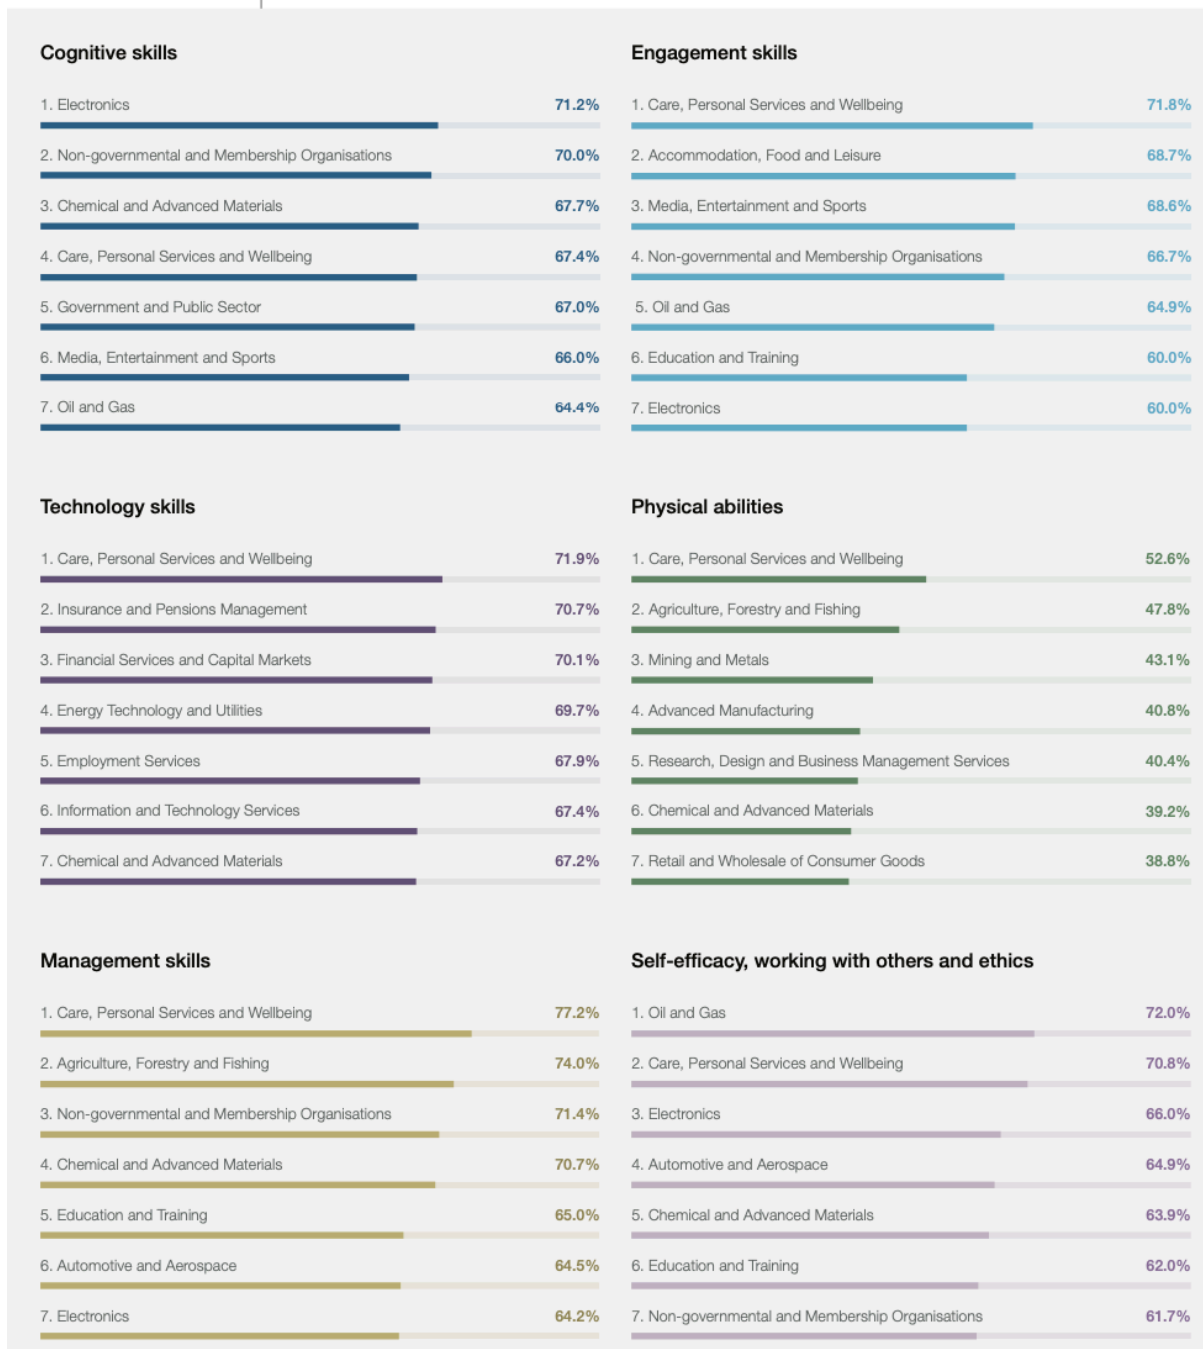 Cognitive skills
1. Electronics 71.2%
2. Non-governmental and Membership Organisations 70.0%
3. Chemical and Advanced Materials 67.7%
4. Care, Personal Services and Wellbeing 67.4%
5. Government and Public Sector 67.0%
6. Media, Entertainment and Sports 66.0%
7. Oil and Gas 64.4%
Engagement skills
1. Care, Personal Services and Wellbeing 71.8%
2. Accommodation, Food and Leisure 68.7%
3. Media, Entertainment and Sports 68.6%
4. Non-governmental and Membership Organisations 66.7%
5. Oil and Gas 64.9%
6. Education and Training 60.0%
7. Electronics 60.0%
Technology skills
1. Care, Personal Services and Wellbeing 71.9%
2. Insurance and Pensions Management 70.7%
3. Financial Services and Capital Markets 70.1%
4. Energy Technology and Utilities 69.7%
5. Employment Services 67.9%
6. Information and Technology Services 67.4%
7. Chemical and Advanced Materials 67.2%
Physical abilities
1. Care, Personal Services and Wellbeing 52.6%
2. Agriculture, Forestry and Fishing 47.8%
3. Mining and Metals 43.1%
4. Advanced Manufacturing 40.8%
5. Research, Design and Business Management Services 40.4%
6. Chemical and Advanced Materials 39.2%
7. Retail and Wholesale of Consumer Goods 38.8%
Management skills
1. Care, Personal Services and Wellbeing 77.2%
2. Agriculture, Forestry and Fishing 74.0%
3. Non-governmental and Membership Organisations 71.4%
4. Chemical and Advanced Materials 70.7%
5. Education and Training 65.0%
6. Automotive and Aerospace 64.5%
7. Electronics 64.2%
Self-efficacy, working with others and ethics
1. Oil and Gas 72.0%
2. Care, Personal Services and Wellbeing 70.8%
3. Electronics 66.0%
4. Automotive and Aerospace 64.9%
5. Chemical and Advanced Materials 63.9%
6. Education and Training 62.0%
7. Non-governmental and Membership Organisations 61.7%